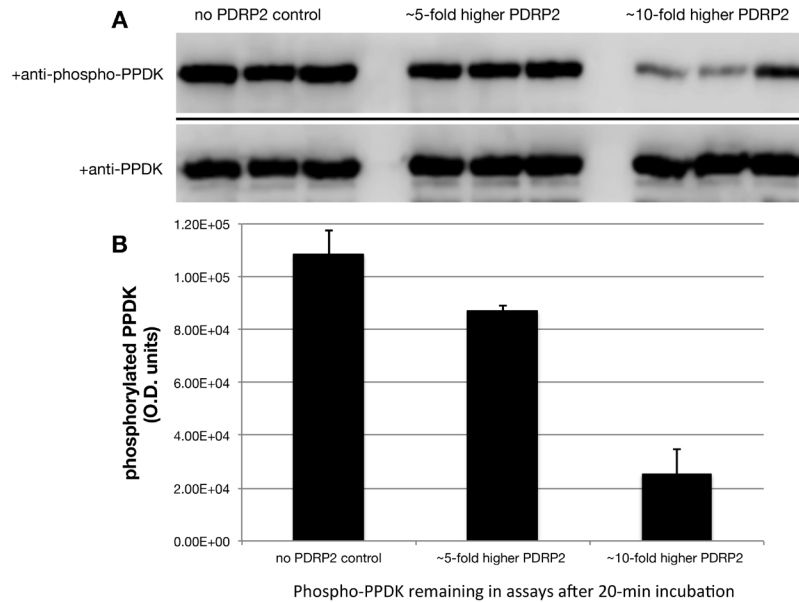 A
no PDRP2 control ~5-fold higher PDRP2 ~10-fold higher PDRP2
+anti-phospho-PPDK
+anti-PPDK
B
phosphorylated PPDK
(O.D. units)
1.20E+05
1.00E+05
8.00E+04
6.00E+04
4.00E+04
2.00E+04
0.00E+00
no PDRP2 control ~5-fold higher PDRP2 ~10-fold higher PDRP2
Phospho-PPDK remaining in assays after 20-min incubation